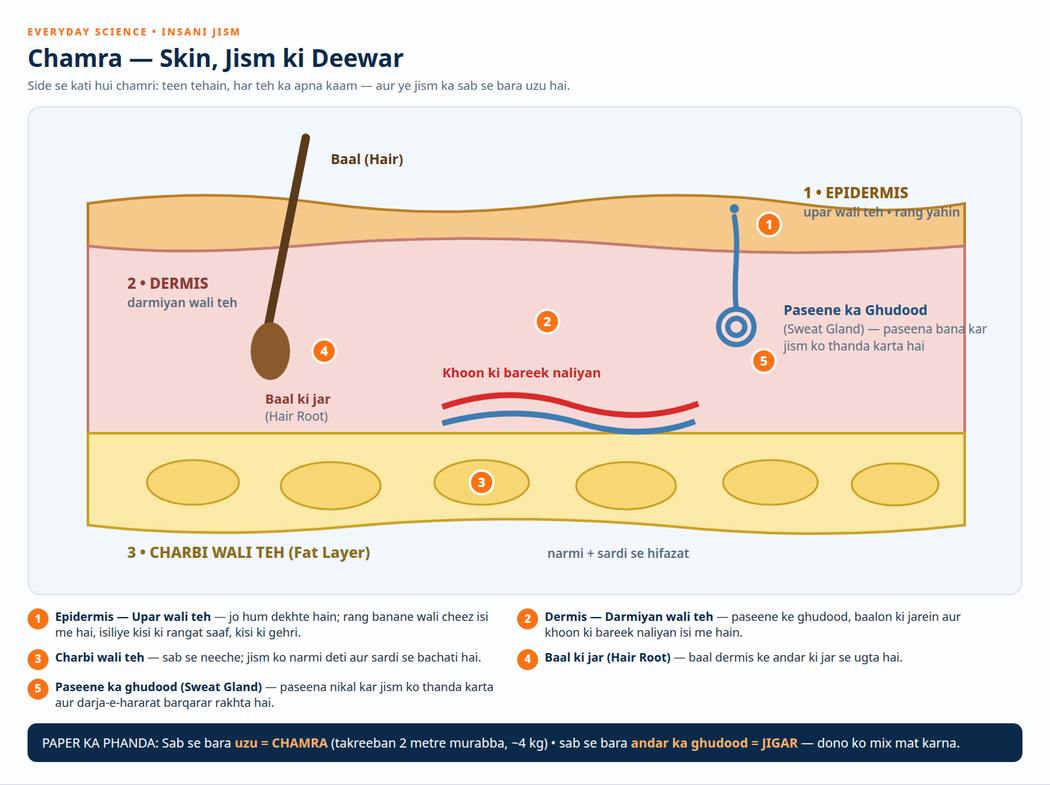 EVERYDAY SCIENCE • INSANI JISM
Chamra — Skin, Jism ki Deewar
Side se kati hui chamri: teen tehain, har teh ka apna kaam — aur ye jism ka sab se bara uzu hai.
Baal (Hair)
1 • EPIDERMIS
upar wali teh • rang yahin
1
2 • DERMIS
darmiyan wali teh
Paseene ka Ghudood
(Sweat Gland) — paseena bana kar
jism ko thanda karta hai
2
4
5
Khoon ki bareek naliyan
Baal ki jar
(Hair Root)
3
3 • CHARBI WALI TEH (Fat Layer)
narmi + sardi se hifazat
1 Epidermis — Upar wali teh — jo hum dekhte hain; rang banane wali cheez isi
me hai, isiliye kisi ki rangat saaf, kisi ki gehri.
2 Dermis — Darmiyan wali teh — paseene ke ghudood, baalon ki jarein aur
khoon ki bareek naliyan isi me hain.
3 Charbi wali teh — sab se neeche; jism ko narmi deti aur sardi se bachati hai.
4 Baal ki jar (Hair Root) — baal dermis ke andar ki jar se ugta hai.
5 Paseene ka ghudood (Sweat Gland) — paseena nikal kar jism ko thanda karta
aur darja-e-hararat barqarar rakhta hai.
PAPER KA PHANDA: Sab se bara uzu = CHAMRA (takreeban 2 metre murabba, ~4 kg) • sab se bara andar ka ghudood = JIGAR — dono ko mix mat karna.